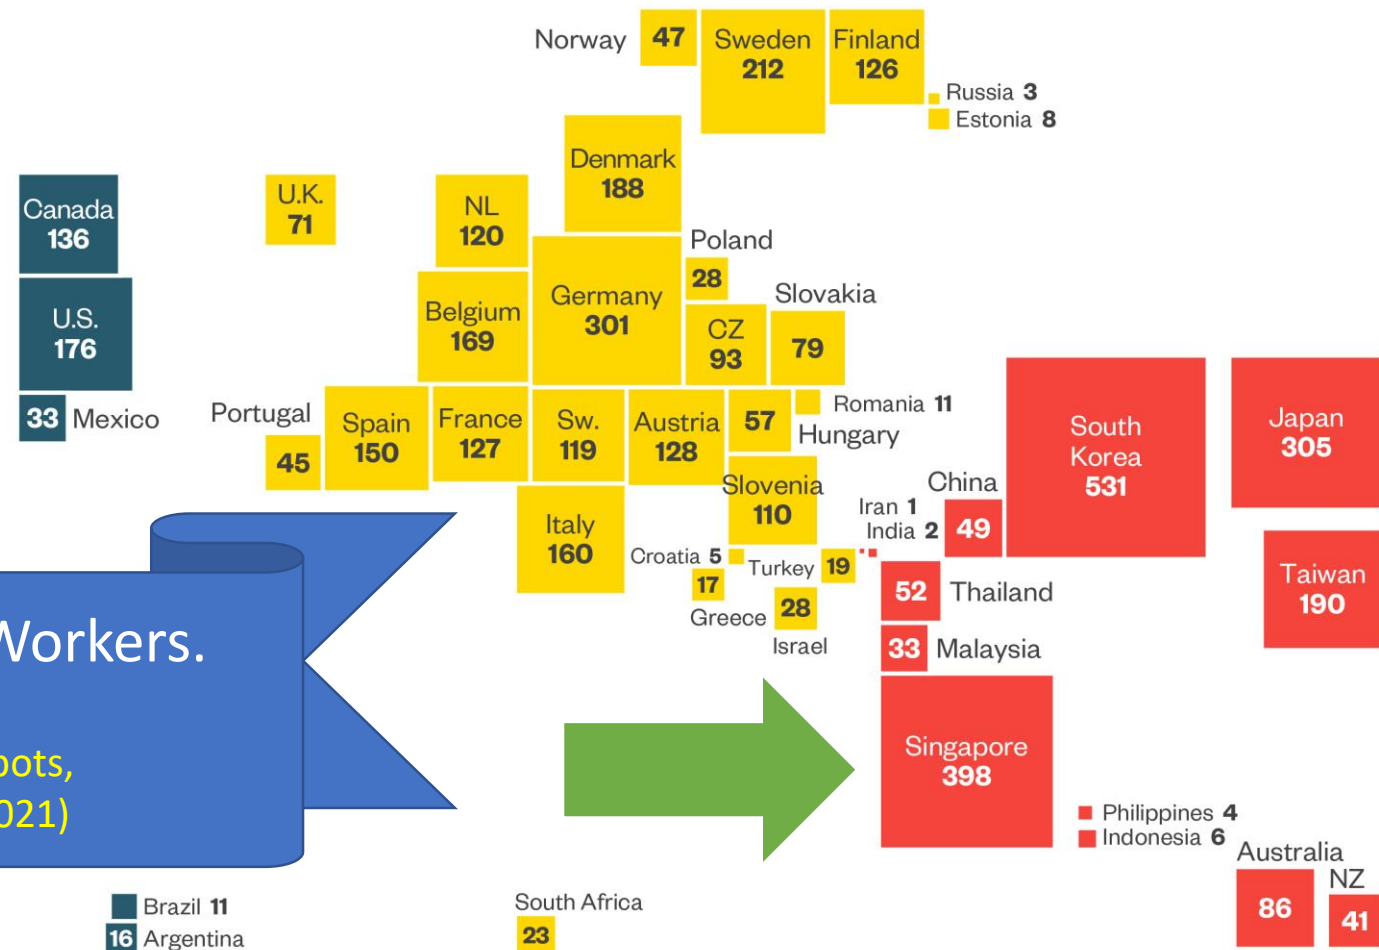 Norway 47
Sweden
212
Finland
126
Russia 3
Estonia 8
Denmark
188
Canada
136
U.K.
71
NL
120
Poland
28
U.S.
176
Belgium
169
Germany
301
CZ
93
Slovakia
79
33 Mexico
Portugal
45
Spain
150
France
127
Sw.
119
Austria
128
57
Hungary
Romania 11
South
Korea
531
Japan
305
Slovenia
110
China
49
Iran 1
India 2
Italy
160
Croatia 5
Turkey 19
17
Greece
28
Israel
52 Thailand
Taiwan
190
33 Malaysia
Workers.
Singapore
398
2021)
Philippines 4
Indonesia 6
Australia
86
NZ
41
Brazil 11
16 Argentina
South Africa
23